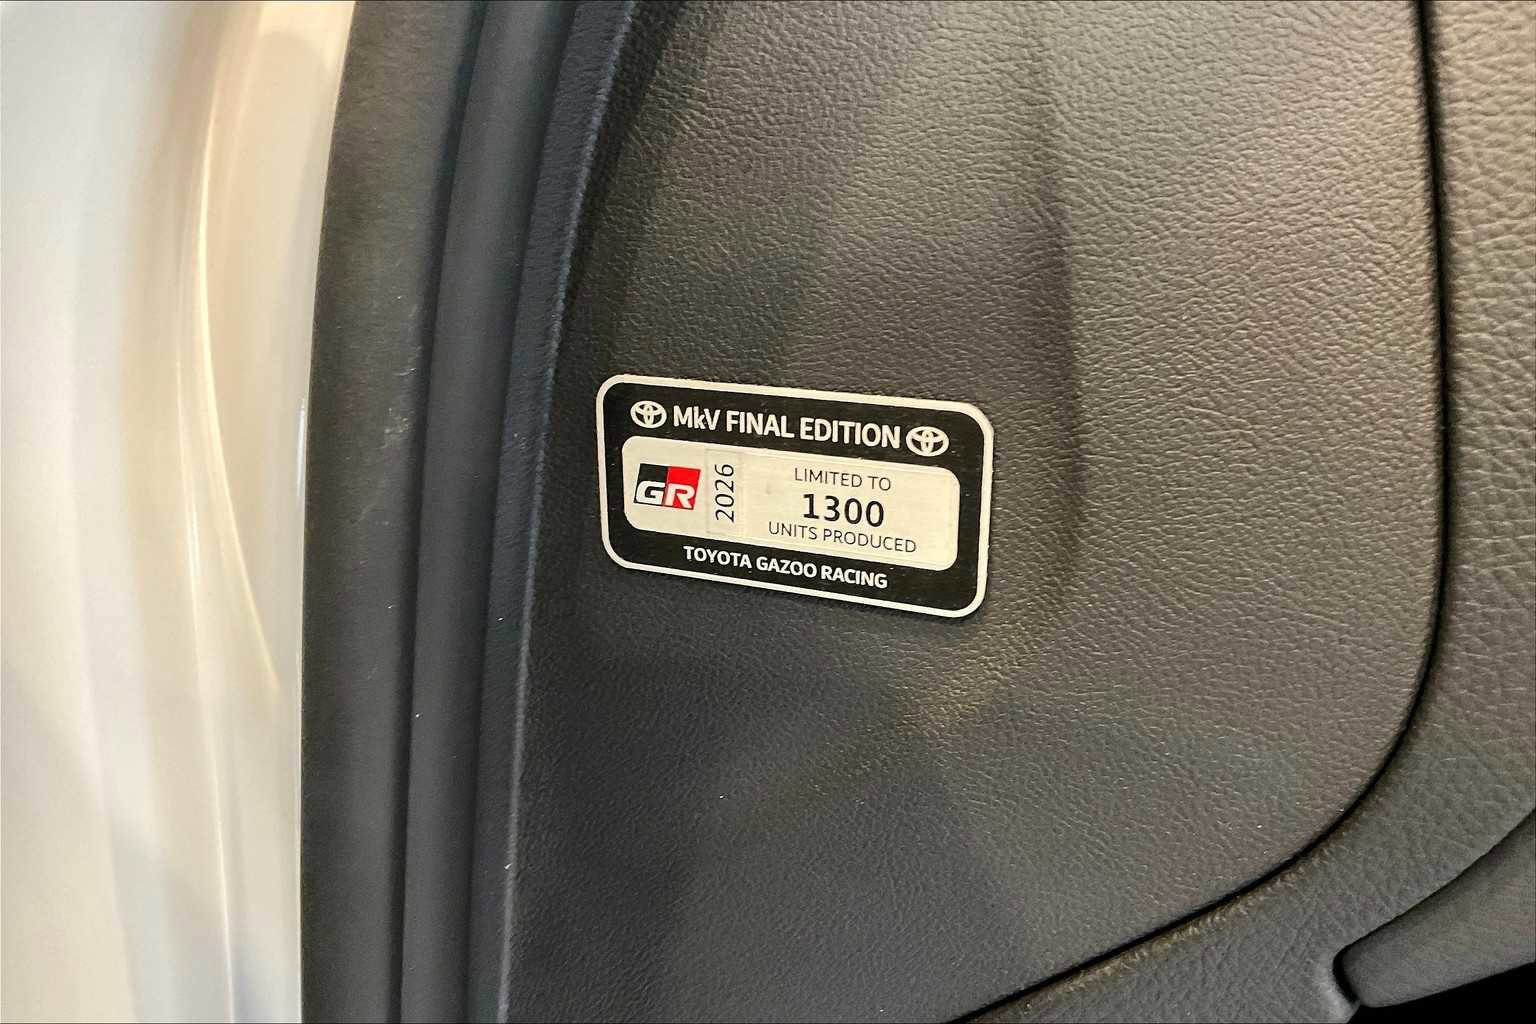 MkV FINAL EDITION
GR
2026
LIMITED TO
1300
UNITS PRODUCED
TOYOTA GAZOO RACING